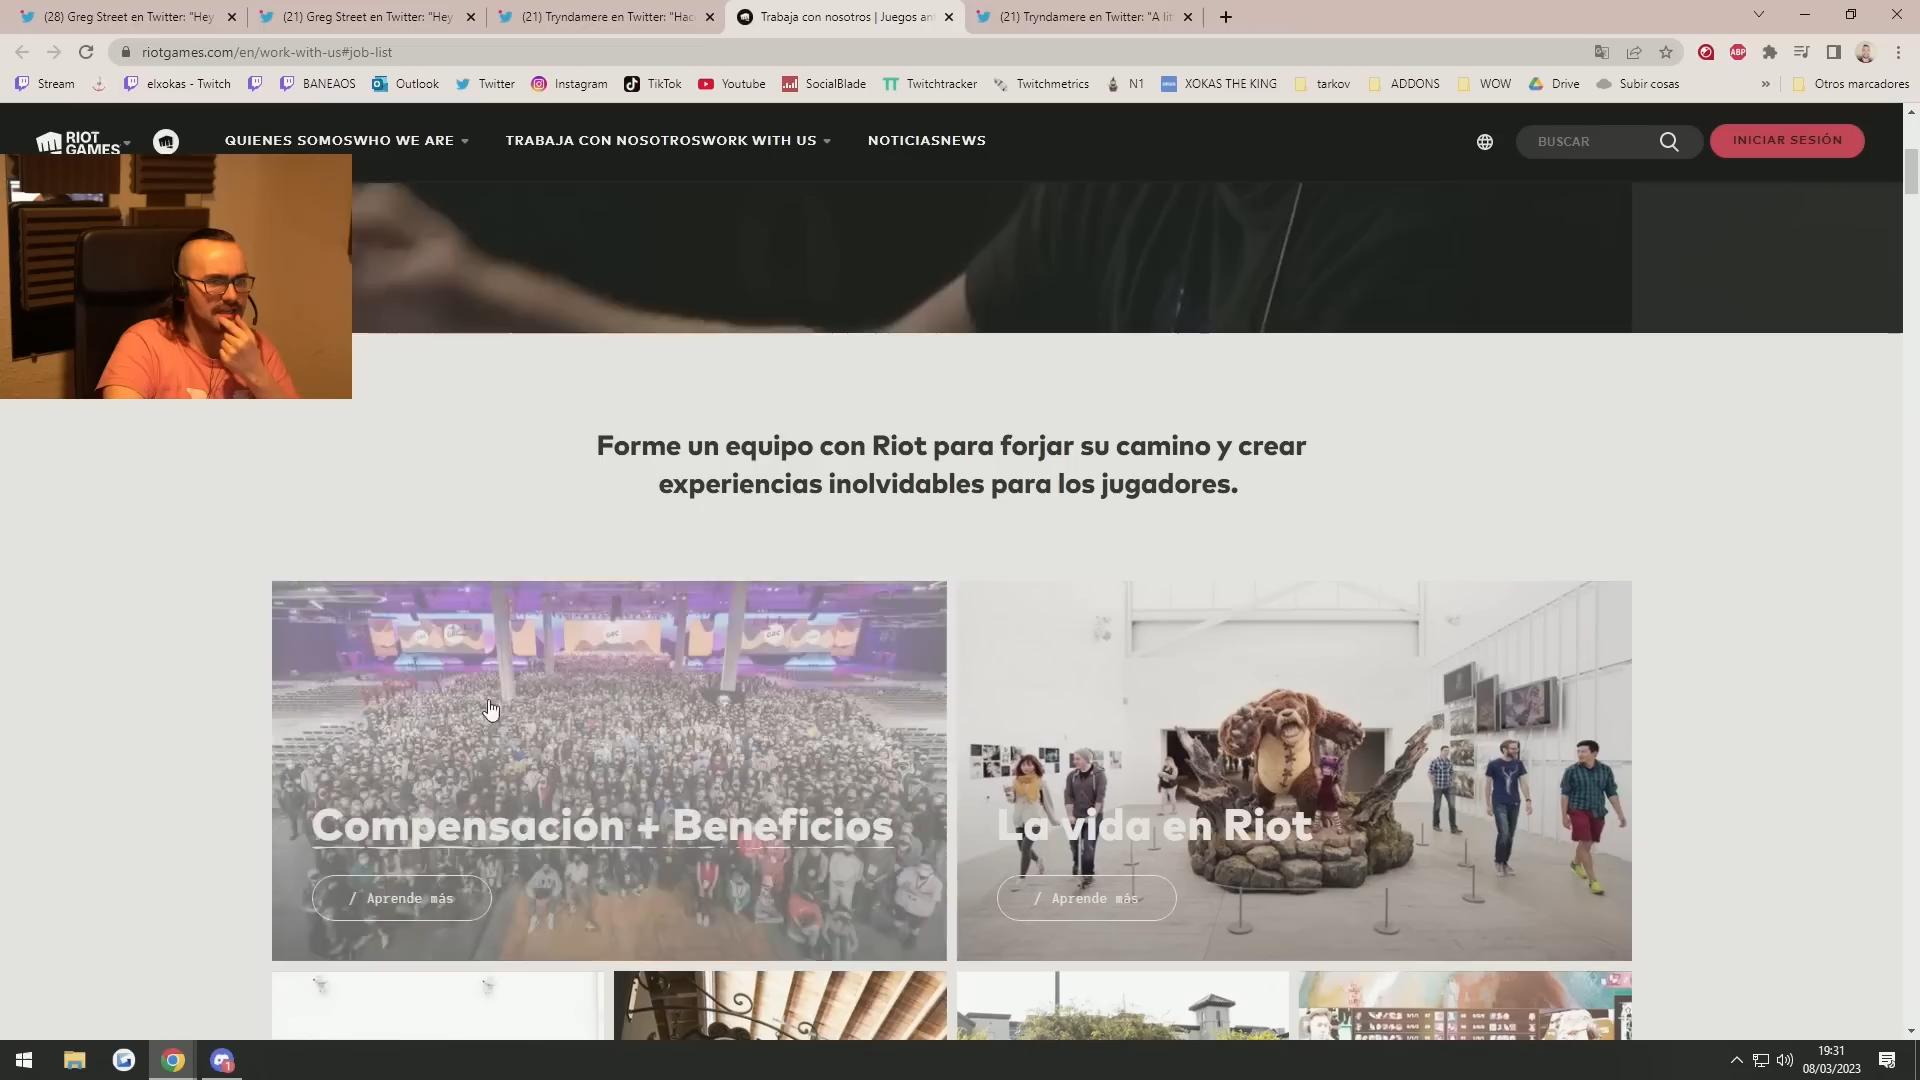 (28) Greg Street en Twitter: "Hey
(21) Greg Street en Twitter: "Hey
(21) Tryndamere en Twitter: "Hac
Trabaja con nosotros | Juegos an
(21) Tryndamere en Twitter: "A li
riotgames.com/en/work-with-us#job-list
ABP
Stream
elxokas - Twitch
BANEAOS
Outlook
Twitter
Instagram
TikTok
Youtube
SocialBlade
Twitchtracker
Twitchmetrics
N1
XOKAS THE KING
tarkov
ADDONS
WOW
Drive
Subir cosas
»
Otros marcadores
RIOT
GAMES
QUIENES SOMOSWHO WE ARE
TRABAJA CON NOSOTROSWORK WITH US
NOTICIASNEWS
BUSCAR
INICIAR SESIÓN
Forme un equipo con Riot para forjar su camino y crear
experiencias inolvidables para los jugadores.
Compensación + Beneficios
/ Aprende más
La vida en Riot
/ Aprende más
19:31
08/03/2023